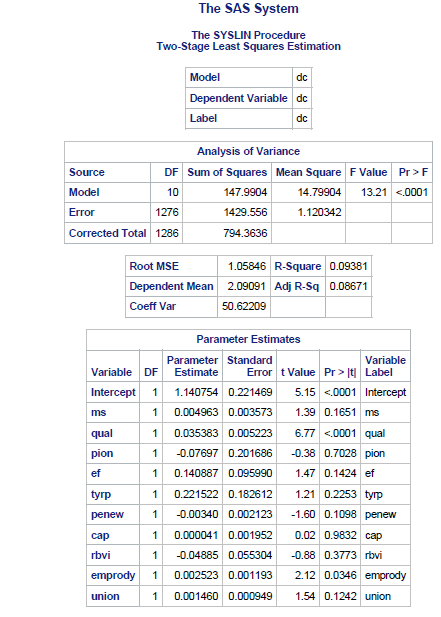 The SAS System
The SYSLIN Procedure
Two-Stage Least Squares Estimation
Model dc
Dependent Variable dc
Label dc
Analysis of Variance
Source DF Sum of Squares Mean Square F Value Pr > F
Model 10 147.9904 14.79904 13.21 <.0001
Error 1276 1429.556 1.120342
Corrected Total 1286 794.3636
Root MSE 1.05846 R-Square 0.09381
Dependent Mean 2.09091 Adj R-Sq 0.08671
Coeff Var 50.62209
Parameter Estimates
Variable DF Parameter Estimate Standard Error t Value Pr > |t| Variable Label
Intercept 1 1.140754 0.221469 5.15 <.0001 Intercept
ms 1 0.004963 0.003573 1.39 0.1651 ms
qual 1 0.035383 0.005223 6.77 <.0001 qual
pion 1 -0.07697 0.201686 -0.38 0.7028 pion
ef 1 0.140887 0.095990 1.47 0.1424 ef
tyrp 1 0.221522 0.182612 1.21 0.2253 tyrp
penew 1 -0.00340 0.002123 -1.60 0.1098 penew
cap 1 0.000041 0.001952 0.02 0.9832 cap
rbvi 1 -0.04885 0.055304 -0.88 0.3773 rbvi
emprody 1 0.002523 0.001193 2.12 0.0346 emprody
union 1 0.001460 0.000949 1.54 0.1242 union